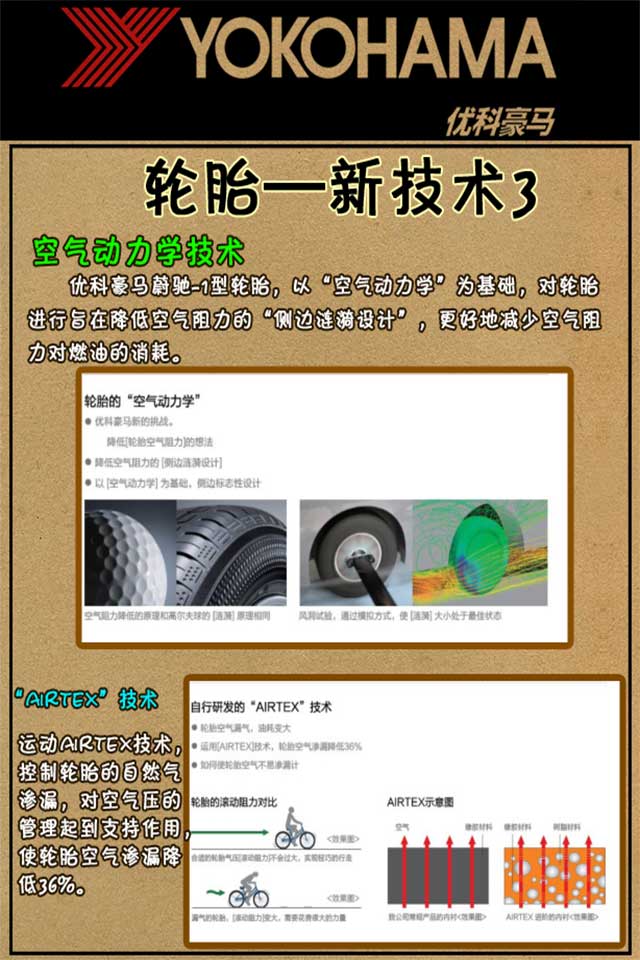 YOKOHAMA
优科豪马
轮胎—新技术3
空气动力学技术
优科豪马蔚驰-1型轮胎，以“空气动力学”为基础，对轮胎
进行旨在降低空气阻力的“侧边涟漪设计”，更好地减少空气阻
力对燃油的消耗。
轮胎的“空气动力学”
● 优科豪马新的挑战。
降低[轮胎空气阻力]的想法
● 降低空气阻力的 [侧边涟漪设计]
● 以 [空气动力学] 为基础，侧边标志性设计
空气阻力降低的原理和高尔夫球的 [涟漪] 原理相同
风洞试验，通过模拟方式，使 [涟漪] 大小处于最佳状态
“AIRTEX”技术
运动AIRTEX技术，
控制轮胎的自然气
渗漏，对空气压的
管理起到支持作用，
使轮胎空气渗漏降
低36%。
自行研发的“AIRTEX”技术
● 轮胎空气漏气，油耗变大
● 运用[AIRTEX]技术，轮胎空气渗漏降低36%
● 如何使轮胎气不易渗漏计
轮胎的滚动阻力对比
<效果图>
合适的轮胎气压[滚动阻力]不会过大，实现轻巧的行走
<效果图>
漏气的轮胎，[滚动阻力]变大，需要花费很大的力量
AIRTEX示意图
空气
橡胶材料
橡胶材料
树脂材料
我公司常规产品的内衬<效果图>
AIRTEX 进阶的内衬<效果图>